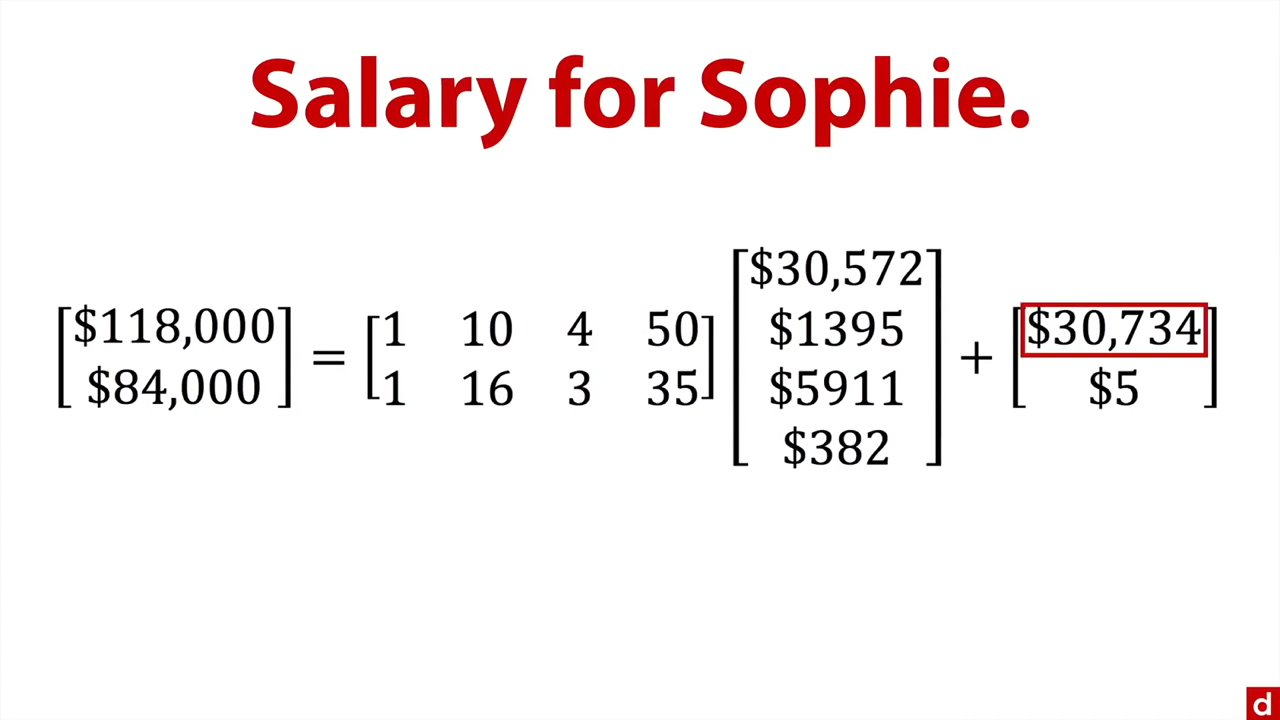 Salary for Sophie.
[$118,000
$84,000] = [1 10 4 50
1 16 3 35] [$30,572
$1395
$5911
$382] + [$30,734
$5]
d